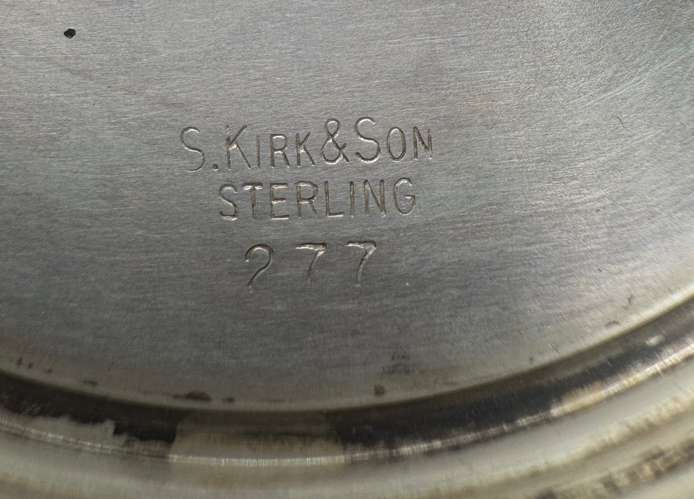 S. KIRK & SON
STERLING
277